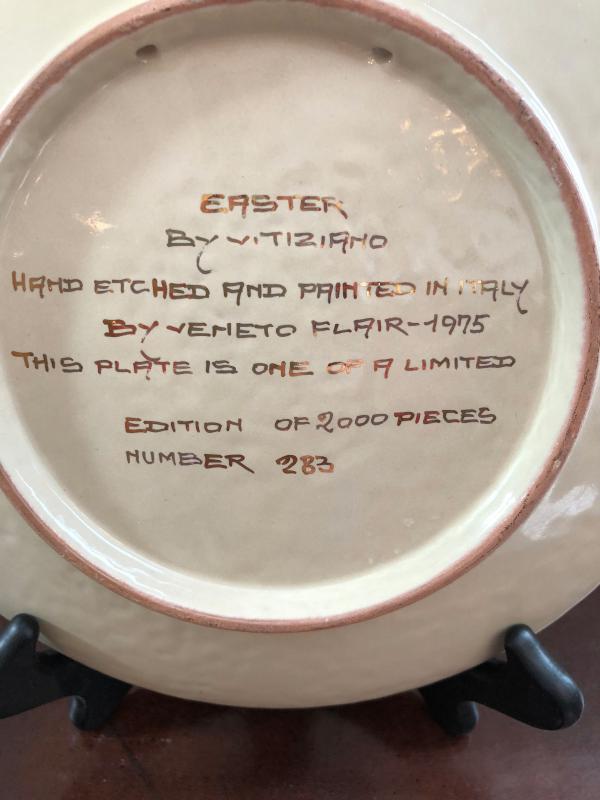 EASTER
BY VITIZIANO
HAND ETCHED AND PAINTED IN ITALY
BY VENETO FLAIR-1975
THIS PLATE IS ONE OF A LIMITED
EDITION OF 2000 PIECES
NUMBER 283